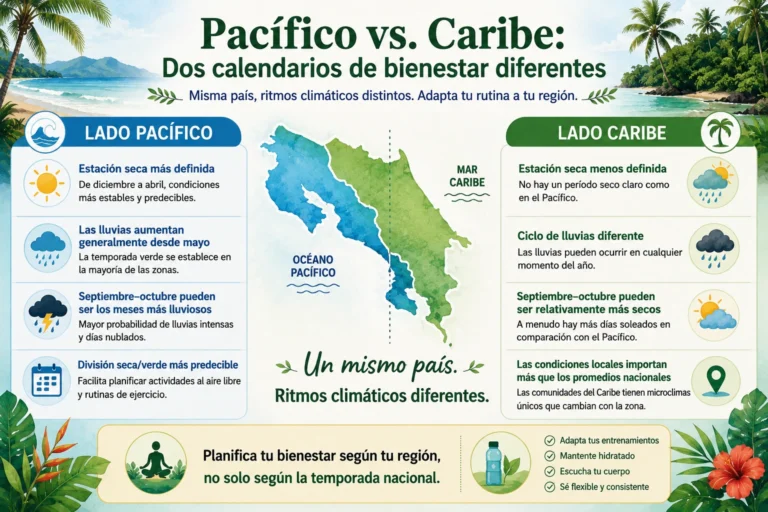 Pacífico vs. Caribe:
Dos calendarios de bienestar diferentes
Misma país, ritmos climáticos distintos. Adapta tu rutina a tu región.
LADO PACÍFICO
Estación seca más definida
De diciembre a abril, condiciones
más estables y predecibles.
Las lluvias aumentan
generalmente desde mayo
La temporada verde se establece en
la mayoría de las zonas.
Septiembre–octubre pueden
ser los meses más lluviosos
Mayor probabilidad de lluvias intensas
y días nublados.
División seca/verde más predecible
Facilita planificar actividades al aire libre
y rutinas de ejercicio.
MAR
CARIBE
OCÉANO
PACÍFICO
Un mismo país.
Ritmos climáticos diferentes.
LADO CARIBE
Estación seca menos definida
No hay un período seco claro como
en el Pacífico.
Ciclo de lluvias diferente
Las lluvias pueden ocurrir en cualquier
momento del año.
Septiembre–octubre pueden
ser relativamente más secos
A menudo hay más días soleados en
comparación con el Pacífico.
Las condiciones locales importan
más que los promedios nacionales
Las comunidades del Caribe tienen microclimas
únicos que cambian con la zona.
Planifica tu bienestar según tu región,
no solo según la temporada nacional.
Adapta tus entrenamientos
Mantente hidratado
Escucha tu cuerpo
Sé flexible y consistente